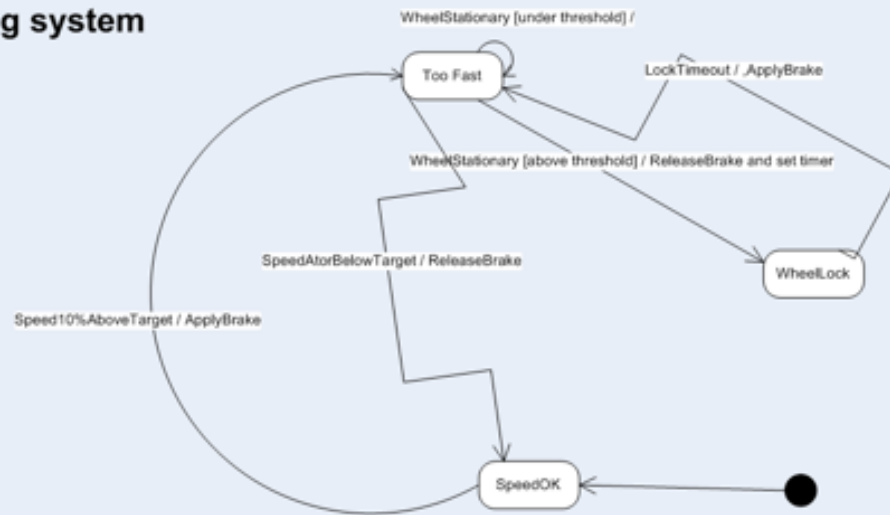 g system
WheelStationary [under threshold] /
Too Fast
LockTimeout / ,ApplyBrake
WheelStationary [above threshold] / ReleaseBrake and set timer
SpeedAtorBelowTarget / ReleaseBrake
WheelLock
Speed10%AboveTarget / ApplyBrake
SpeedOK